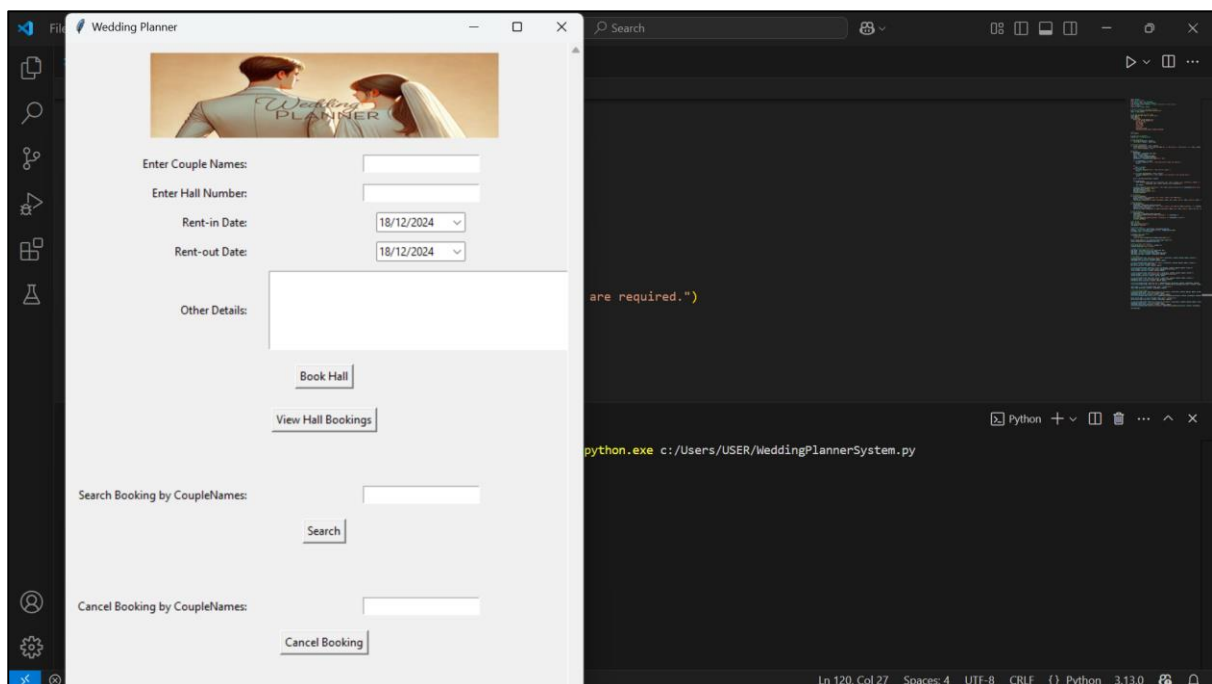 File
Wedding Planner
Search
Wedding
PLANNER
Enter Couple Names:
Enter Hall Number:
Rent-in Date: 18/12/2024
Rent-out Date: 18/12/2024
Other Details:
Book Hall
View Hall Bookings
Search Booking by CoupleNames:
Search
Cancel Booking by CoupleNames:
Cancel Booking
are required.")
Python
python.exe c:/Users/USER/WeddingPlannerSystem.py
Ln 120, Col 27 Spaces: 4 UTF-8 CRLF {} Python 3.13.0